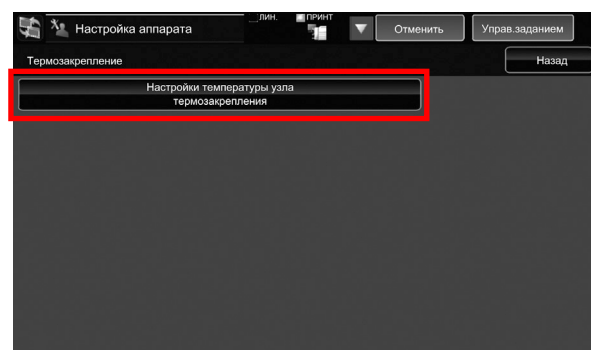 Настройка аппарата
ЛИН.
ПРИНТ
Отменить
Управ.заданием
Термозакрепление
Назад
Настройки температуры узла
термозакрепления